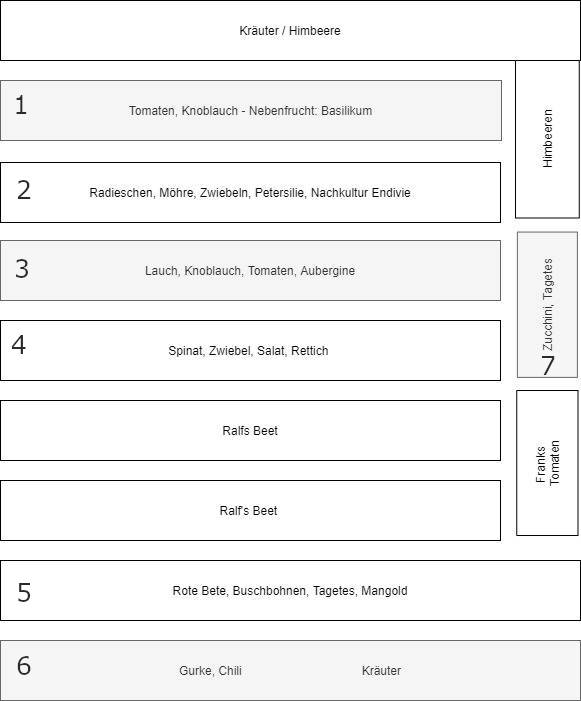 Kräuter / Himbeere
Himbeeren
1
Tomaten, Knoblauch - Nebenfrucht: Basilikum
2
Radieschen, Möhre, Zwiebeln, Petersilie, Nachkultur Endivie
3
Lauch, Knoblauch, Tomaten, Aubergine
7
Zucchini, Tagetes
4
Spinat, Zwiebel, Salat, Rettich
Ralfs Beet
Franks
Tomaten
Ralf's Beet
5
Rote Bete, Buschbohnen, Tagetes, Mangold
6
Gurke, Chili
Kräuter